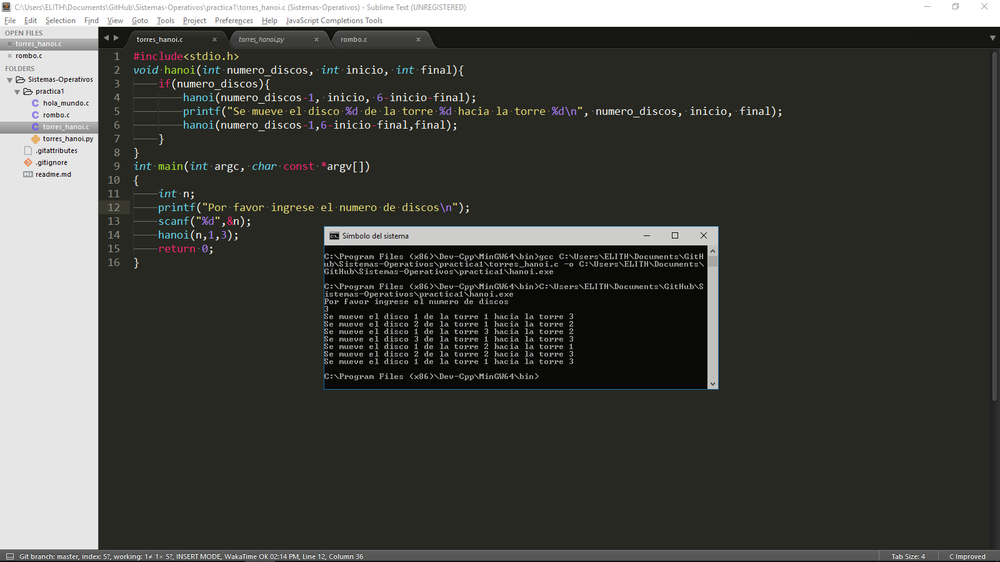 C:\Users\ELITH\Documents\GitHub\Sistemas-Operativos\practica1\torres_hanoi.c (Sistemas-Operativos) - Sublime Text (UNREGISTERED)
File Edit Selection Find View Goto Tools Project Preferences Help JavaScript Completions Tools
OPEN FILES
torres_hanoi.c
rombo.c
FOLDERS
Sistemas-Operativos
practica1
hola_mundo.c
rombo.c
torres_hanoi.c
torres_hanoi.py
.gitattributes
.gitignore
readme.md
torres_hanoi.c torres_hanoi.py rombo.c
1 #include<stdio.h>
2 void hanoi(int numero_discos, int inicio, int final){
3 if(numero_discos){
4 hanoi(numero_discos-1, inicio, 6-inicio-final);
5 printf("Se mueve el disco %d de la torre %d hacia la torre %d\n", numero_discos, inicio, final);
6 hanoi(numero_discos-1,6-inicio-final,final);
7 }
8 }
9 int main(int argc, char const *argv[])
10 {
11 int n;
12 printf("Por favor ingrese el numero de discos\n");
13 scanf("%d",&n);
14 hanoi(n,1,3);
15 return 0;
16 }
Símbolo del sistema
C:\Program Files (x86)\Dev-Cpp\MinGW64\bin>gcc C:\Users\ELITH\Documents\GitH
ub\Sistemas-Operativos\practica1\torres_hanoi.c -o C:\Users\ELITH\Documents\
GitHub\Sistemas-Operativos\practica1\hanoi.exe
C:\Program Files (x86)\Dev-Cpp\MinGW64\bin>C:\Users\ELITH\Documents\GitHub\S
istemas-Operativos\practica1\hanoi.exe
Por favor ingrese el numero de discos
3
Se mueve el disco 1 de la torre 1 hacia la torre 3
Se mueve el disco 2 de la torre 1 hacia la torre 2
Se mueve el disco 1 de la torre 3 hacia la torre 2
Se mueve el disco 3 de la torre 1 hacia la torre 3
Se mueve el disco 1 de la torre 2 hacia la torre 1
Se mueve el disco 2 de la torre 2 hacia la torre 3
Se mueve el disco 1 de la torre 1 hacia la torre 3
C:\Program Files (x86)\Dev-Cpp\MinGW64\bin>
Git branch: master, index: 5?, working: 1≠ 1× 5?, INSERT MODE, WakaTime OK 02:14 PM, Line 12, Column 36 Tab Size: 4 C Improved